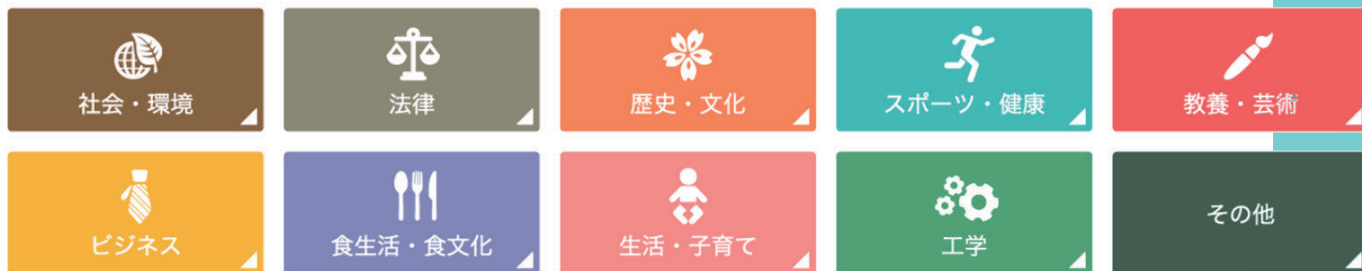 社会・環境
法律
歴史・文化
スポーツ・健康
教養・芸術
ビジネス
食生活・食文化
生活・子育て
工学
その他